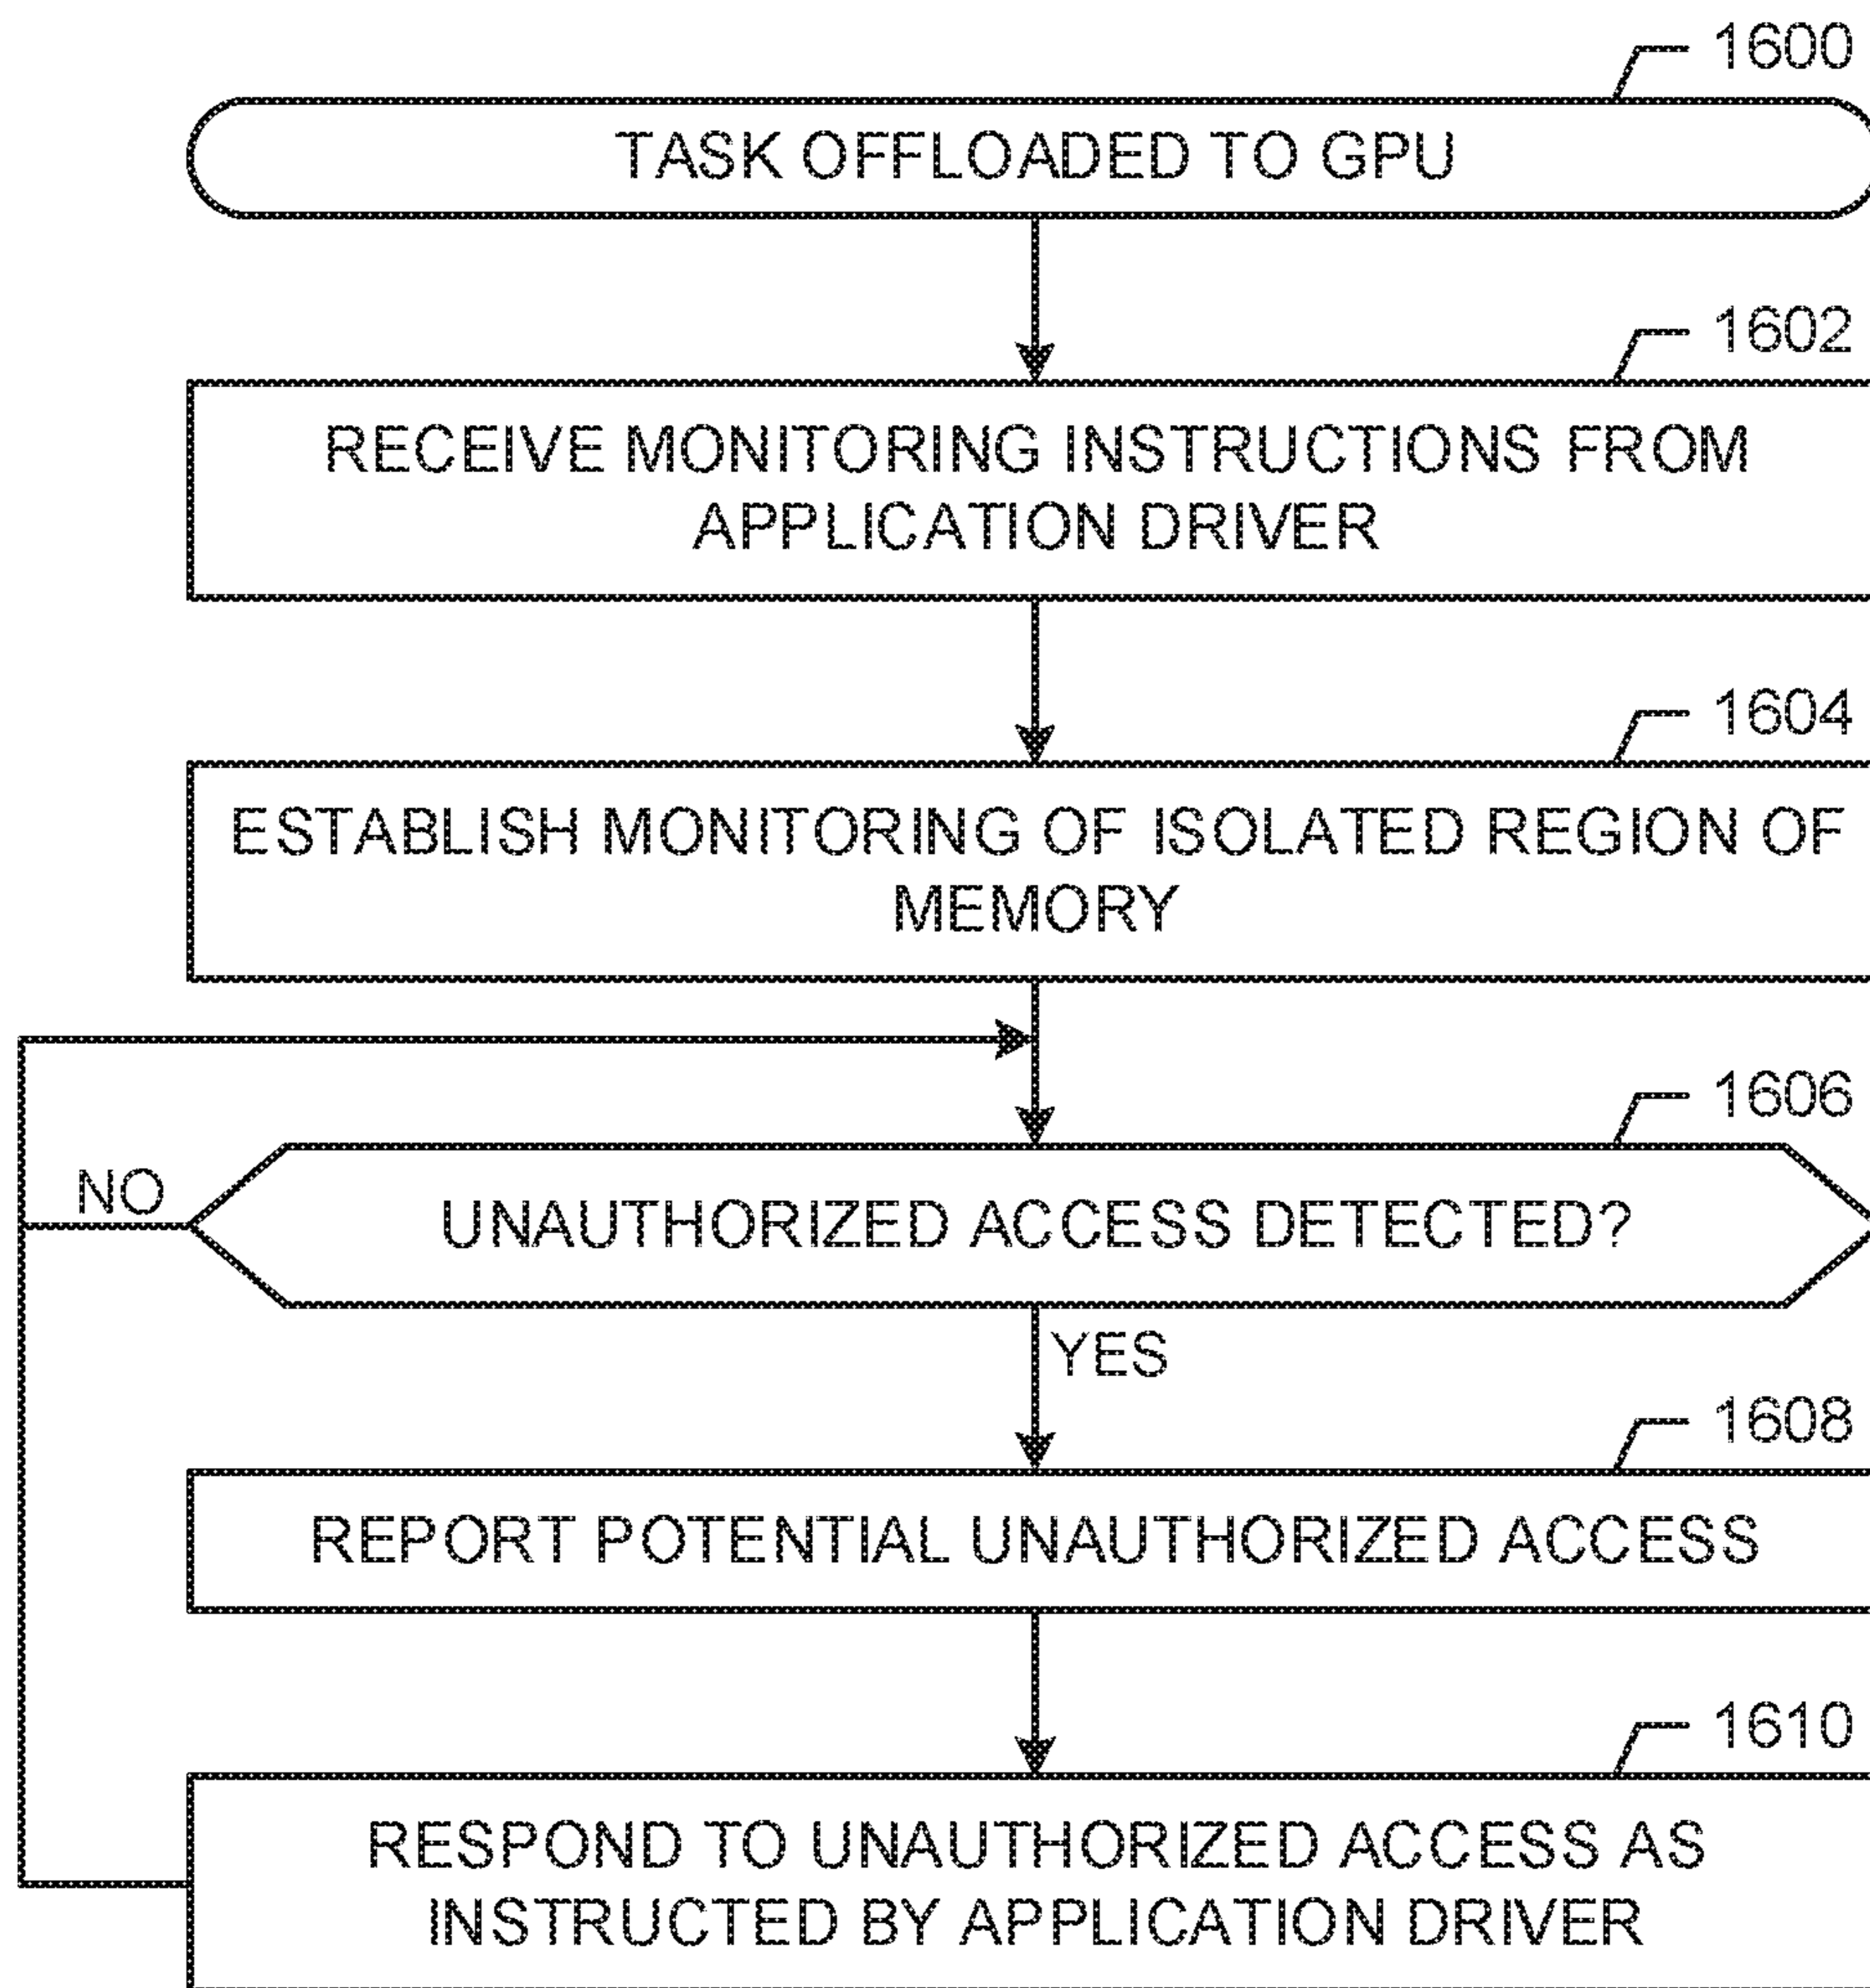 1600
TASK OFFLOADED TO GPU
1602
RECEIVE MONITORING INSTRUCTIONS FROM
APPLICATION DRIVER
1604
ESTABLISH MONITORING OF ISOLATED REGION OF
MEMORY
1606
NO
UNAUTHORIZED ACCESS DETECTED?
YES
1608
REPORT POTENTIAL UNAUTHORIZED ACCESS
1610
RESPOND TO UNAUTHORIZED ACCESS AS
INSTRUCTED BY APPLICATION DRIVER